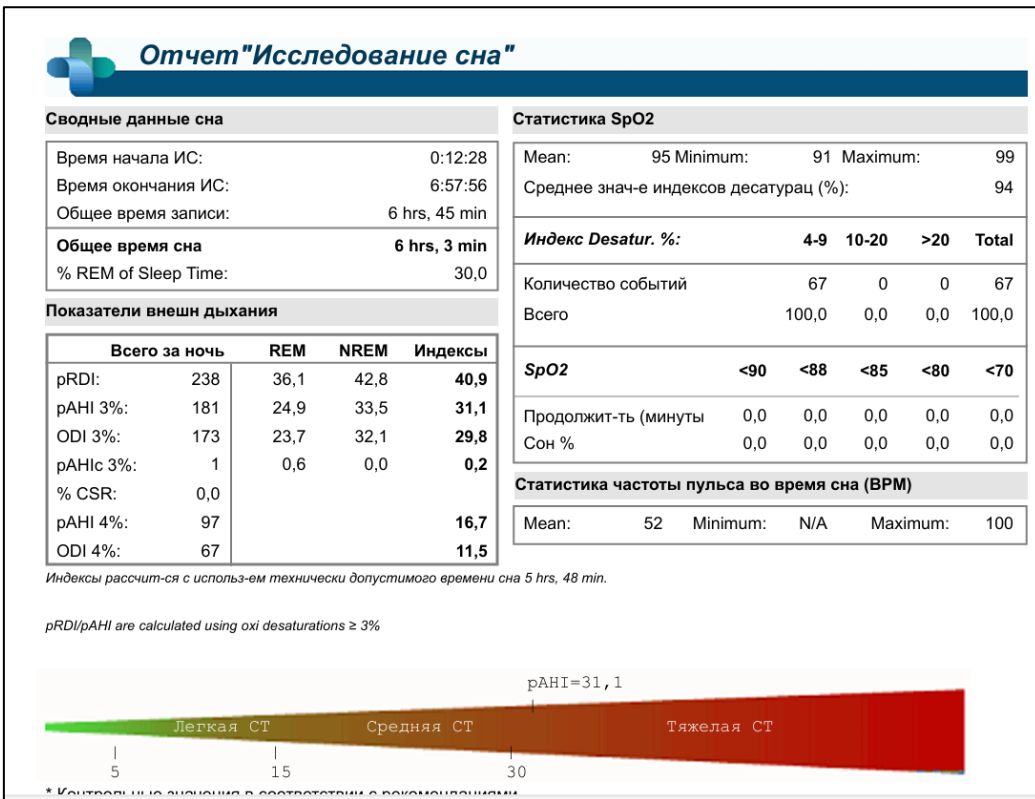 Отчет"Исследование сна"
Сводные данные сна
Время начала ИС: 0:12:28
Время окончания ИС: 6:57:56
Общее время записи: 6 hrs, 45 min
Общее время сна 6 hrs, 3 min
% REM of Sleep Time: 30,0
Показатели внешн дыхания
Всего за ночь REM NREM Индексы
pRDI: 238 36,1 42,8 40,9
pAHI 3%: 181 24,9 33,5 31,1
ODI 3%: 173 23,7 32,1 29,8
pAHIc 3%: 1 0,6 0,0 0,2
% CSR: 0,0
pAHI 4%: 97 16,7
ODI 4%: 67 11,5
Статистика SpO2
Mean: 95 Minimum: 91 Maximum: 99
Среднее знач-е индексов десатурац (%): 94
Индекс Desatur. %: 4-9 10-20 >20 Total
Количество событий 67 0 0 67
Всего 100,0 0,0 0,0 100,0
SpO2 <90 <88 <85 <80 <70
Продолжит-ть (минуты 0,0 0,0 0,0 0,0 0,0
Сон % 0,0 0,0 0,0 0,0 0,0
Статистика частоты пульса во время сна (BPM)
Mean: 52 Minimum: N/A Maximum: 100
Индексы рассчит-ся с использ-ем технически допустимого времени сна 5 hrs, 48 min.
pRDI/pAHI are calculated using oxi desaturations ≥ 3%
pAHI=31,1
Легкая СТ Средняя СТ Тяжелая СТ
5 15 30
* Контрольные значения в соответствии с рекомендациями